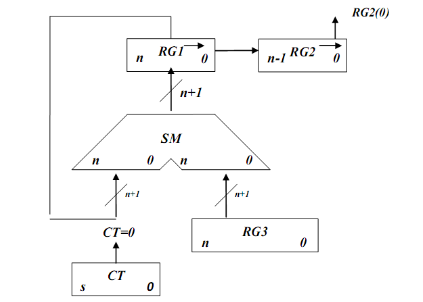 RG2(0)
RG1
n 0
RG2
n-1 0
n+1
SM
n 0 n 0
n+1 n+1
CT=0
RG3
n 0
CT
s 0